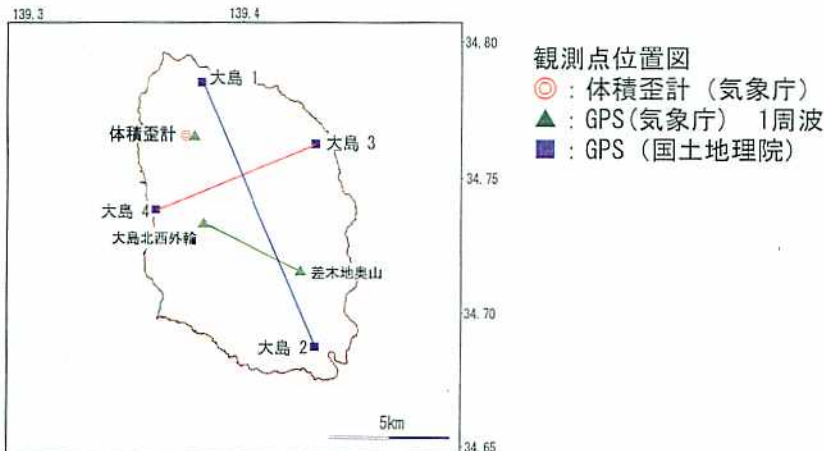 139.3
139.4
34.80
大島 1
体積歪計
大島 3
34.75
大島 4
大島北西外輪
差木地奥山
34.70
大島 2
5km
34.65
観測点位置図
◎ : 体積歪計 (気象庁)
▲ : GPS(気象庁) 1周波
■ : GPS (国土地理院)